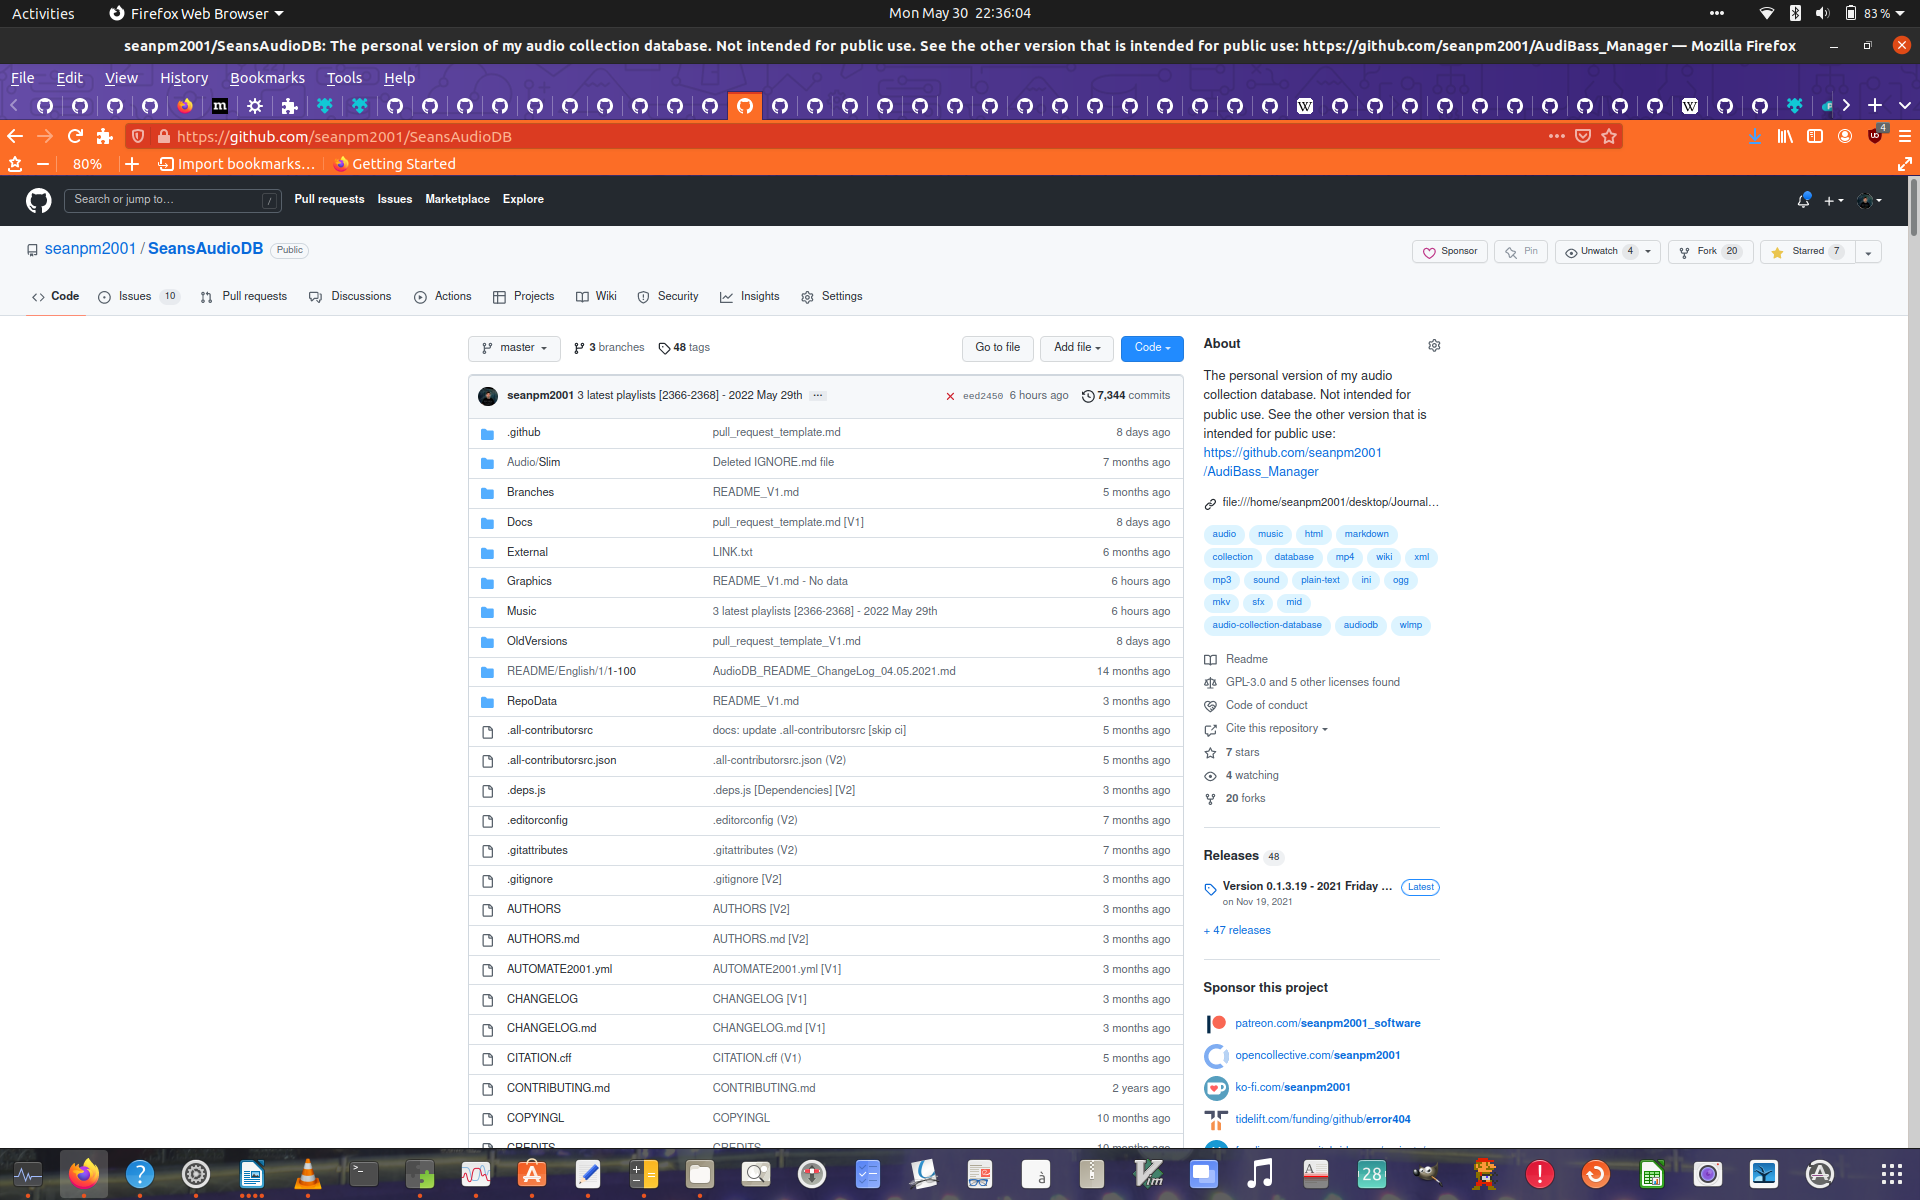 Activities Firefox Web Browser Mon May 30 22:36:04 83 %
seanpm2001/SeansAudioDB: The personal version of my audio collection database. Not intended for public use. See the other version that is intended for public use: https://github.com/seanpm2001/AudiBass_Manager — Mozilla Firefox
File Edit View History Bookmarks Tools Help
https://github.com/seanpm2001/SeansAudioDB 4
80% Import bookmarks... Getting Started
Search or jump to... / Pull requests Issues Marketplace Explore
seanpm2001 / SeansAudioDB Public Sponsor Pin Unwatch 4 Fork 20 Starred 7
Code Issues 10 Pull requests Discussions Actions Projects Wiki Security Insights Settings
master 3 branches 48 tags Go to file Add file Code
seanpm2001 3 latest playlists [2366-2368] - 2022 May 29th ... eed2450 6 hours ago 7,344 commits
.github pull_request_template.md 8 days ago
Audio/Slim Deleted IGNORE.md file 7 months ago
Branches README_V1.md 5 months ago
Docs pull_request_template.md [V1] 8 days ago
External LINK.txt 6 months ago
Graphics README_V1.md - No data 6 hours ago
Music 3 latest playlists [2366-2368] - 2022 May 29th 6 hours ago
OldVersions pull_request_template_V1.md 8 days ago
README/English/1/1-100 AudioDB_README_ChangeLog_04.05.2021.md 14 months ago
RepoData README_V1.md 3 months ago
.all-contributorsrc docs: update .all-contributorsrc [skip ci] 5 months ago
.all-contributorsrc.json .all-contributorsrc.json (V2) 5 months ago
.deps.js .deps.js [Dependencies] [V2] 3 months ago
.editorconfig .editorconfig (V2) 7 months ago
.gitattributes .gitattributes (V2) 7 months ago
.gitignore .gitignore [V2] 3 months ago
AUTHORS AUTHORS [V2] 3 months ago
AUTHORS.md AUTHORS.md [V2] 3 months ago
AUTOMATE2001.yml AUTOMATE2001.yml [V1] 3 months ago
CHANGELOG CHANGELOG [V1] 3 months ago
CHANGELOG.md CHANGELOG.md [V1] 3 months ago
CITATION.cff CITATION.cff (V1) 5 months ago
CONTRIBUTING.md CONTRIBUTING.md 2 years ago
COPYINGL COPYINGL 10 months ago
CREDITS CREDITS 10 months ago
About
The personal version of my audio
collection database. Not intended for
public use. See the other version that is
intended for public use:
https://github.com/seanpm2001
/AudiBass_Manager
file:///home/seanpm2001/desktop/Journal...
audio music html markdown
collection database mp4 wiki xml
mp3 sound plain-text ini ogg
mkv sfx mid
audio-collection-database audiodb wlmp
Readme
GPL-3.0 and 5 other licenses found
Code of conduct
Cite this repository
7 stars
4 watching
20 forks
Releases 48
Version 0.1.3.19 - 2021 Friday ... Latest
on Nov 19, 2021
+ 47 releases
Sponsor this project
patreon.com/seanpm2001_software
opencollective.com/seanpm2001
ko-fi.com/seanpm2001
tidelift.com/funding/github/error404
28